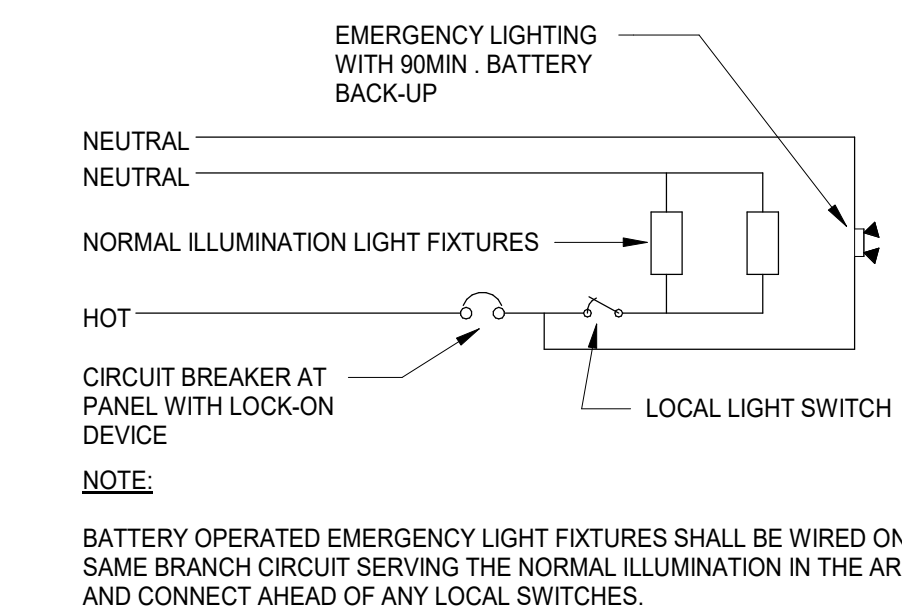 EMERGENCY LIGHTING
WITH 90MIN . BATTERY
BACK-UP
NEUTRAL
NEUTRAL
NORMAL ILLUMINATION LIGHT FIXTURES
HOT
CIRCUIT BREAKER AT
PANEL WITH LOCK-ON
DEVICE
LOCAL LIGHT SWITCH
NOTE:
BATTERY OPERATED EMERGENCY LIGHT FIXTURES SHALL BE WIRED ON
SAME BRANCH CIRCUIT SERVING THE NORMAL ILLUMINATION IN THE AR
AND CONNECT AHEAD OF ANY LOCAL SWITCHES.